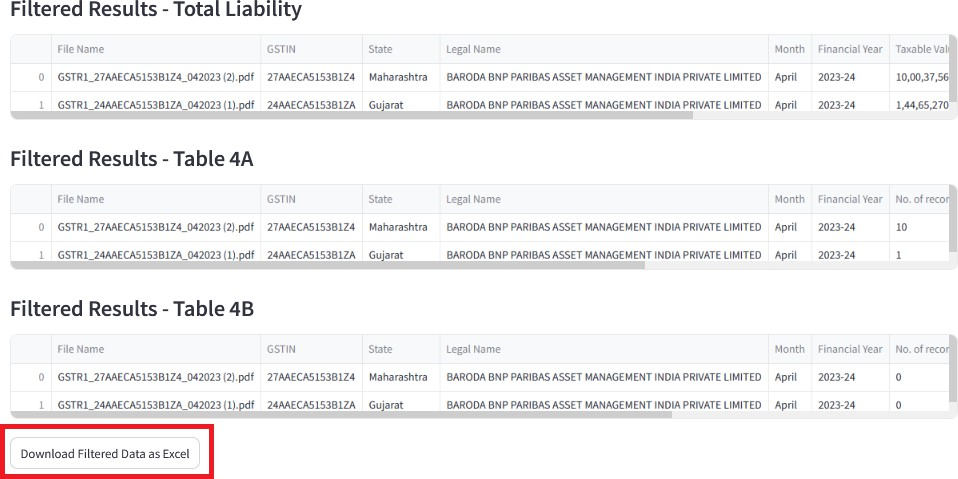 Filtered Results - Total Liability
File Name GSTIN State Legal Name Month Financial Year Taxable
0 GSTR1_27AAECA5153B1Z4_042023 (2).pdf 27AAECA5153B1Z4 Maharashtra BARODA BNP PARIBAS ASSET MANAGEMENT INDIA PRIVATE LIMITED April 2023-24 10,00,37,56
1 GSTR1_24AAECA5153B1ZA_042023 (1).pdf 24AAECA5153B1ZA Gujarat BARODA BNP PARIBAS ASSET MANAGEMENT INDIA PRIVATE LIMITED April 2023-24 1,44,65,270
Filtered Results - Table 4A
File Name GSTIN State Legal Name Month Financial Year No. of
0 GSTR1_27AAECA5153B1Z4_042023 (2).pdf 27AAECA5153B1Z4 Maharashtra BARODA BNP PARIBAS ASSET MANAGEMENT INDIA PRIVATE LIMITED April 2023-24 10
1 GSTR1_24AAECA5153B1ZA_042023 (1).pdf 24AAECA5153B1ZA Gujarat BARODA BNP PARIBAS ASSET MANAGEMENT INDIA PRIVATE LIMITED April 2023-24 1
Filtered Results - Table 4B
File Name GSTIN State Legal Name Month Financial Year No. of
0 GSTR1_27AAECA5153B1Z4_042023 (2).pdf 27AAECA5153B1Z4 Maharashtra BARODA BNP PARIBAS ASSET MANAGEMENT INDIA PRIVATE LIMITED April 2023-24 0
1 GSTR1_24AAECA5153B1ZA_042023 (1).pdf 24AAECA5153B1ZA Gujarat BARODA BNP PARIBAS ASSET MANAGEMENT INDIA PRIVATE LIMITED April 2023-24 0
Download Filtered Data as Excel